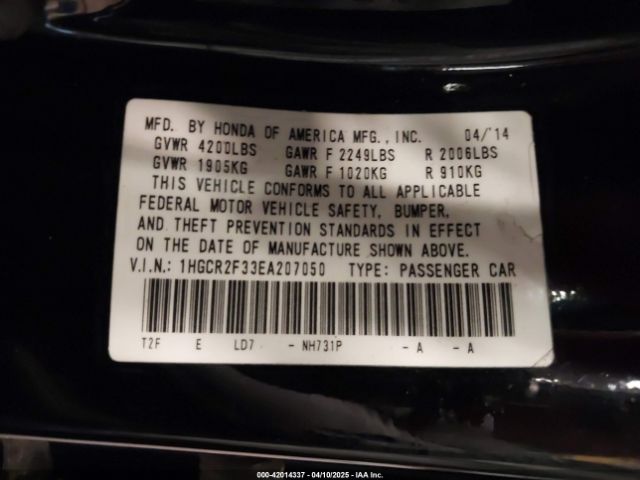 MFD. BY HONDA OF AMERICA MFG., INC. 04/'14
GVWR 4200LBS GAWR F 2249LBS R 2006LBS
GVWR 1905KG GAWR F 1020KG R 910KG
THIS VEHICLE CONFORMS TO ALL APPLICABLE
FEDERAL MOTOR VEHICLE SAFETY, BUMPER,
AND THEFT PREVENTION STANDARDS IN EFFECT
ON THE DATE OF MANUFACTURE SHOWN ABOVE.
V.I.N.: 1HGCR2F33EA207050 TYPE: PASSENGER CAR
T2F E LD7 - NH731P - A - A
000-42014337 - 04/10/2025 - IAA Inc.